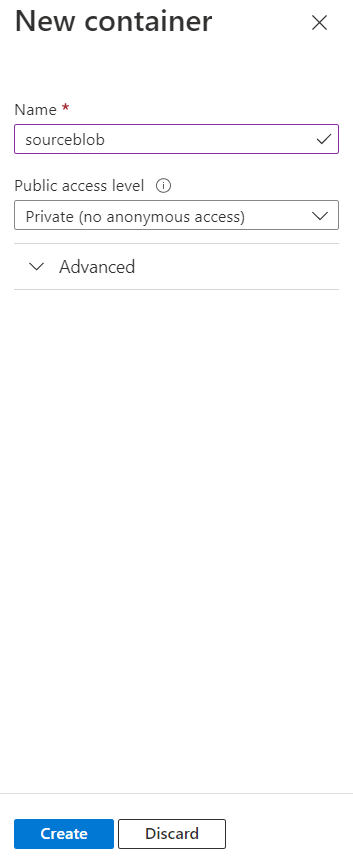 New container
Name *
sourceblob
Public access level
Private (no anonymous access)
Advanced
Create
Discard